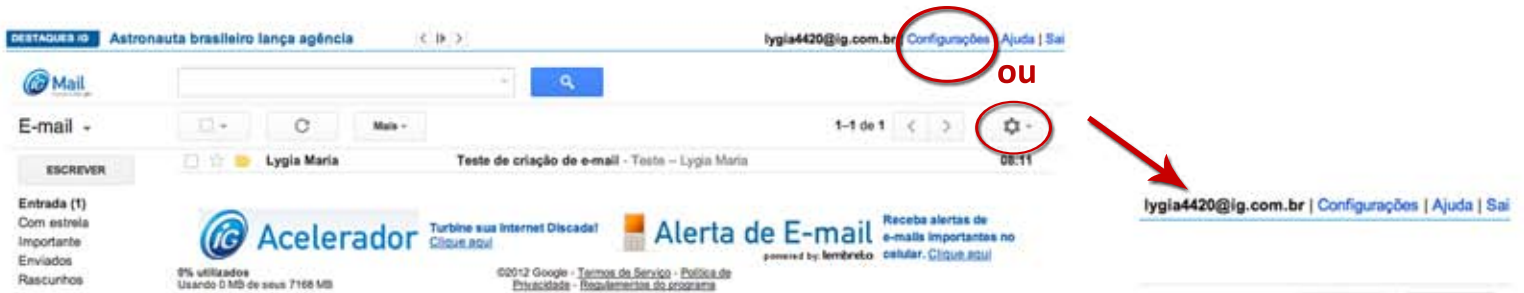 DESTAQUES IG Astronauta brasileiro lança agência lygia4420@ig.com.br | Configurações | Ajuda | Sai
ou
iG Mail
E-mail Mais 1–1 de 1
ESCREVER Lygia Maria Teste de criação de e-mail - Teste – Lygia Maria 08:11
Entrada (1)
Com estrela
Importante
Enviados
Rascunhos
iG Acelerador Turbine sua Internet Discada!
Clique aqui
Alerta de E-mail
powered by: lembreto
Receba alertas de
e-mails importantes no
celular. Clique aqui
0% utilizados
Usando 0 MB de seus 7168 MB
©2012 Google - Termos de Serviço - Política de
Privacidade - Regulamentos do programa
lygia4420@ig.com.br | Configurações | Ajuda | Sai